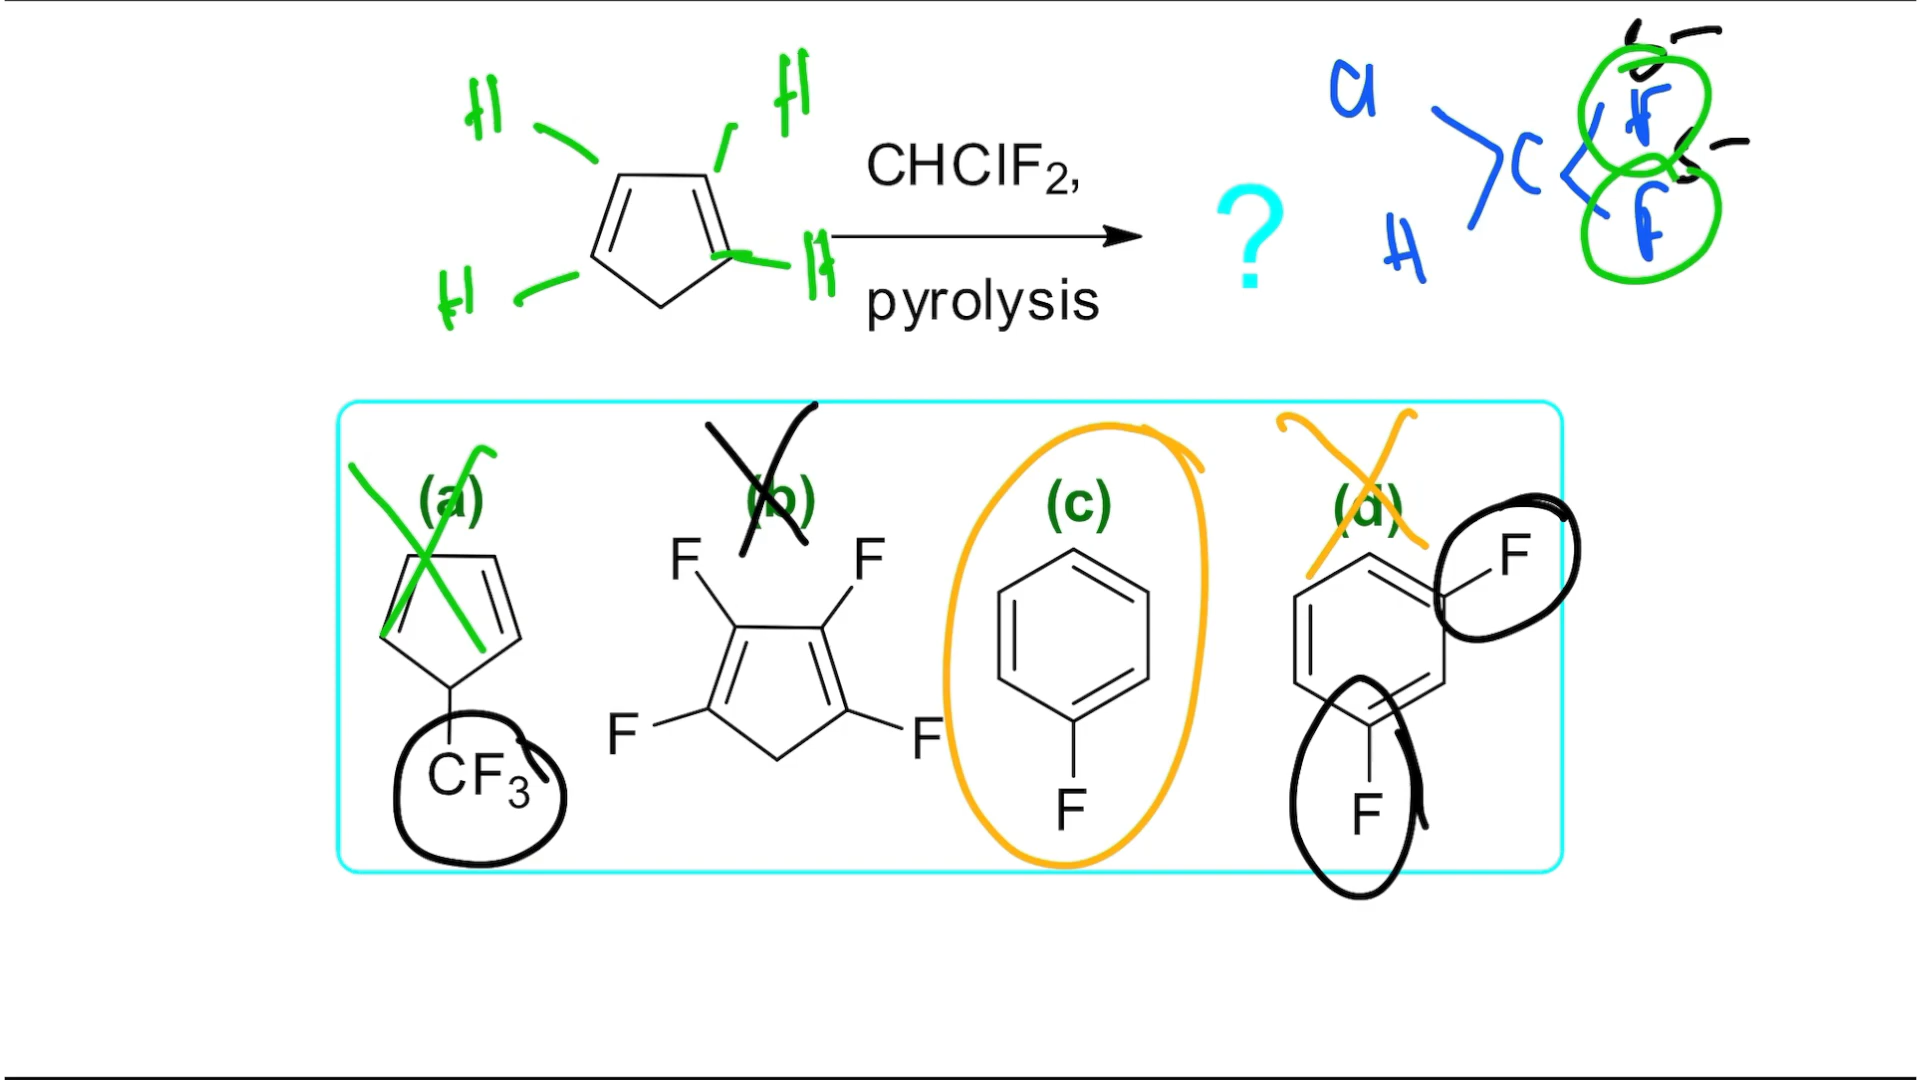 H H
H H
CHClF2,
pyrolysis
?
Cl
H
C
F
F
δ-
δ-
(a) (b) (c) (d)
CF3
F F
F F
F
F
F